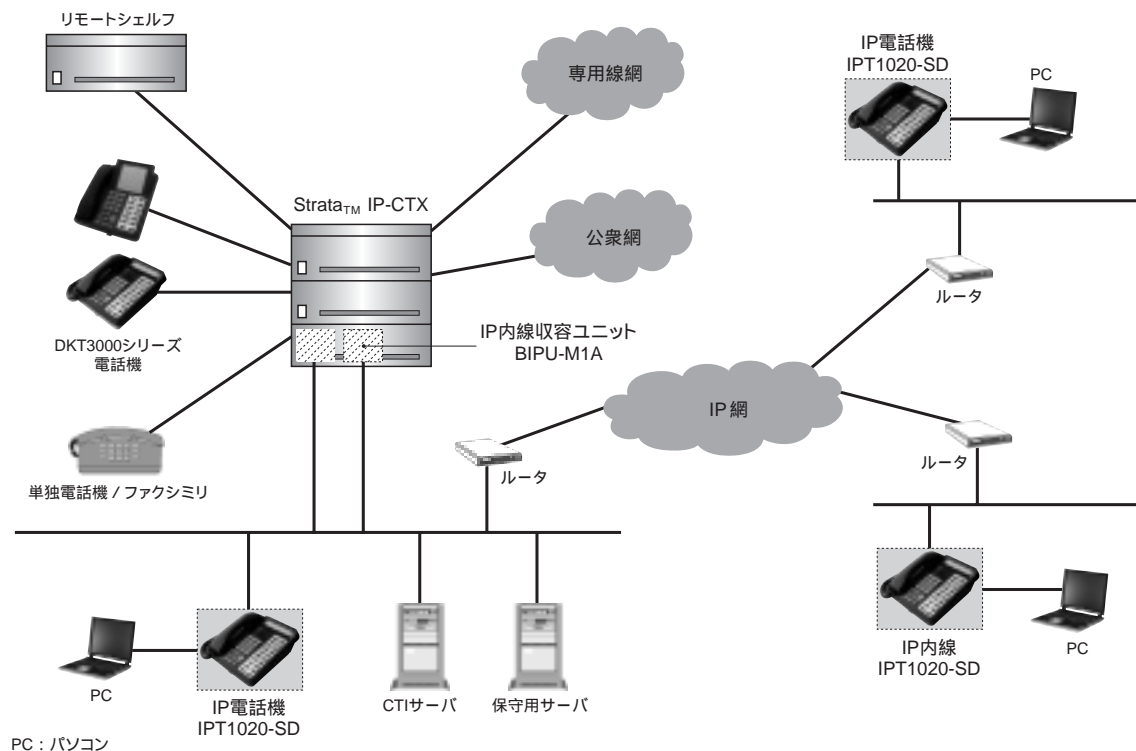 リモートシェルフ
専用線網
IP電話機
IPT1020-SD
PC
StrataTM IP-CTX
公衆網
ルータ
DKT3000シリーズ
電話機
IP内線収容ユニット
BIPU-M1A
IP網
ルータ
ルータ
単独電話機 / ファクシミリ
IP内線
IPT1020-SD
PC
PC
IP電話機
IPT1020-SD
CTIサーバ
保守用サーバ
PC：パソコン